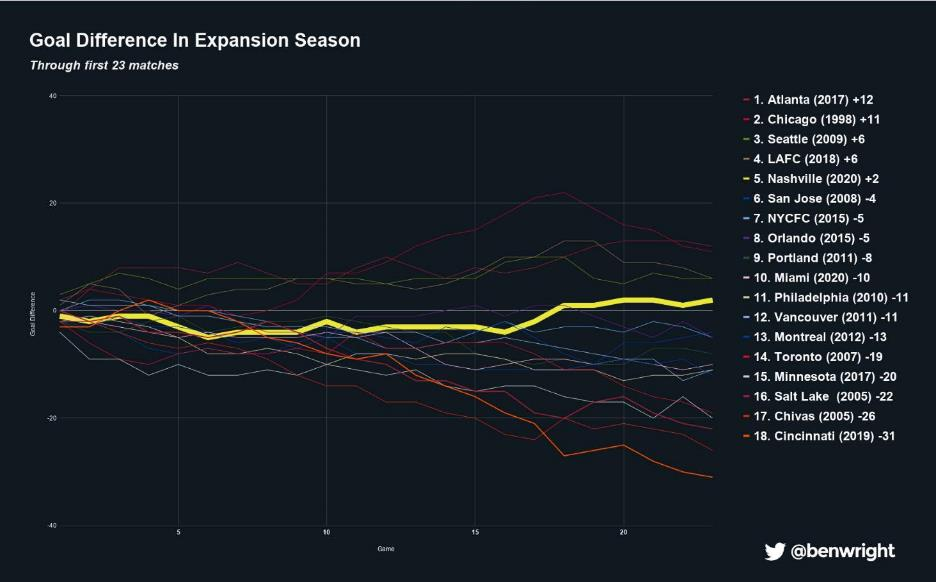 Goal Difference In Expansion Season
Through first 23 matches
40
20
0
-20
-40
Goal Difference
5
10
15
20
Game
1. Atlanta (2017) +12
2. Chicago (1998) +11
3. Seattle (2009) +6
4. LAFC (2018) +6
5. Nashville (2020) +2
6. San Jose (2008) -4
7. NYCFC (2015) -5
8. Orlando (2015) -5
9. Portland (2011) -8
10. Miami (2020) -10
11. Philadelphia (2010) -11
12. Vancouver (2011) -11
13. Montreal (2012) -13
14. Toronto (2007) -19
15. Minnesota (2017) -20
16. Salt Lake (2005) -22
17. Chivas (2005) -26
18. Cincinnati (2019) -31
@benwright